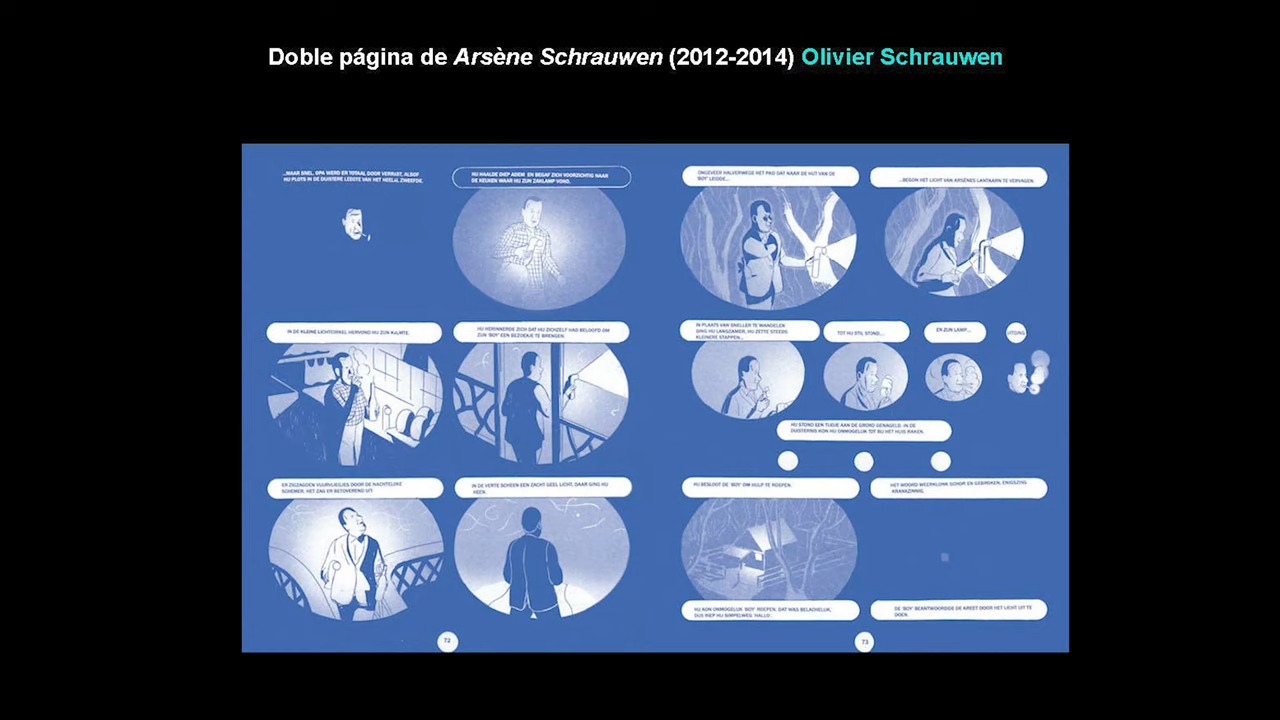 Doble página de Arsène Schrauwen (2012-2014) Olivier Schrauwen
...MAAR SNEL. OPA WERD ER TOTAAL DOOR VERRAST, ALSOF
HIJ PLOTS IN DE DUISTERE LEEGTE VAN HET HEELAL ZWEEFDE.
HIJ HAALDE DIEP ADEM EN BEGAF ZICH VOORZICHTIG NAAR
DE KEUKEN WAAR HIJ ZIJN ZAKLAMP VOND.
IN DE KLEINE LICHTCIRKEL HERVOND HIJ ZIJN KALMTE.
HIJ HERINNERDE ZICH DAT HIJ ZICHZELF HAD BELOOFD OM
ZIJN 'BOY' EEN BEZOEKJE TE BRENGEN.
ER ZIGZAGDEN VUURVLIEGJES DOOR DE NACHTELIJKE
SCHEMER. HET ZAG ER BETOVEREND UIT.
IN DE VERTE SCHEEN EEN ZACHT GEEL LICHT. DAAR GING HIJ
HEEN.
72
ONGEVEER HALVERWEGE HET PAD DAT NAAR DE HUT VAN DE
'BOY' LEIDDE...
...BEGON HET LICHT VAN ARSÈNES LANTAARN TE VERVAGEN.
IN PLAATS VAN SNELLER TE WANDELEN
GING HIJ LANGZAMER, HIJ ZETTE STEEDS
KLEINERE STAPPEN...
TOT HIJ STIL STOND...
EN ZIJN LAMP...
UITGING.
HIJ STOND EEN TIJDJE AAN DE GROND GENAGELD. IN DE
DUISTERNIS KON HIJ ONMOGELIJK TOT BIJ HET HUIS RAKEN.
HIJ BESLOOT DE 'BOY' OM HULP TE ROEPEN.
HET WOORD WEERKLONK SCHOR EN GEBROKEN, ENIGSZINS
KRANKZINNIG.
HIJ KON ONMOGELIJK 'BOY' ROEPEN, DAT WAS BELACHELIJK,
DUS RIEP HIJ SIMPELWEG 'HALLO'.
DE 'BOY' BEANTWOORDDE DE KREET DOOR HET LICHT UIT TE
DOEN.
73